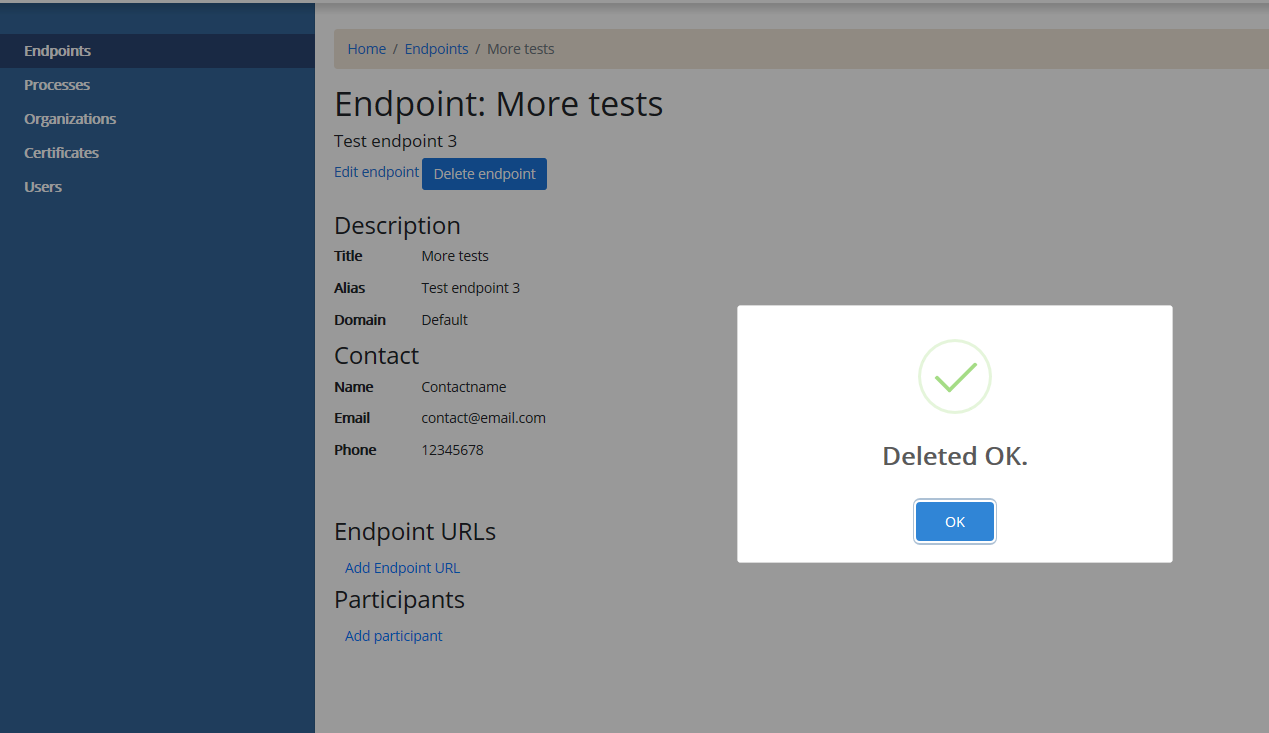 Endpoints
Processes
Organizations
Certificates
Users
Home / Endpoints / More tests
Endpoint: More tests
Test endpoint 3
Edit endpoint Delete endpoint
Description
Title More tests
Alias Test endpoint 3
Domain Default
Contact
Name Contactname
Email contact@email.com
Phone 12345678
Endpoint URLs
Add Endpoint URL
Participants
Add participant
Deleted OK.
OK